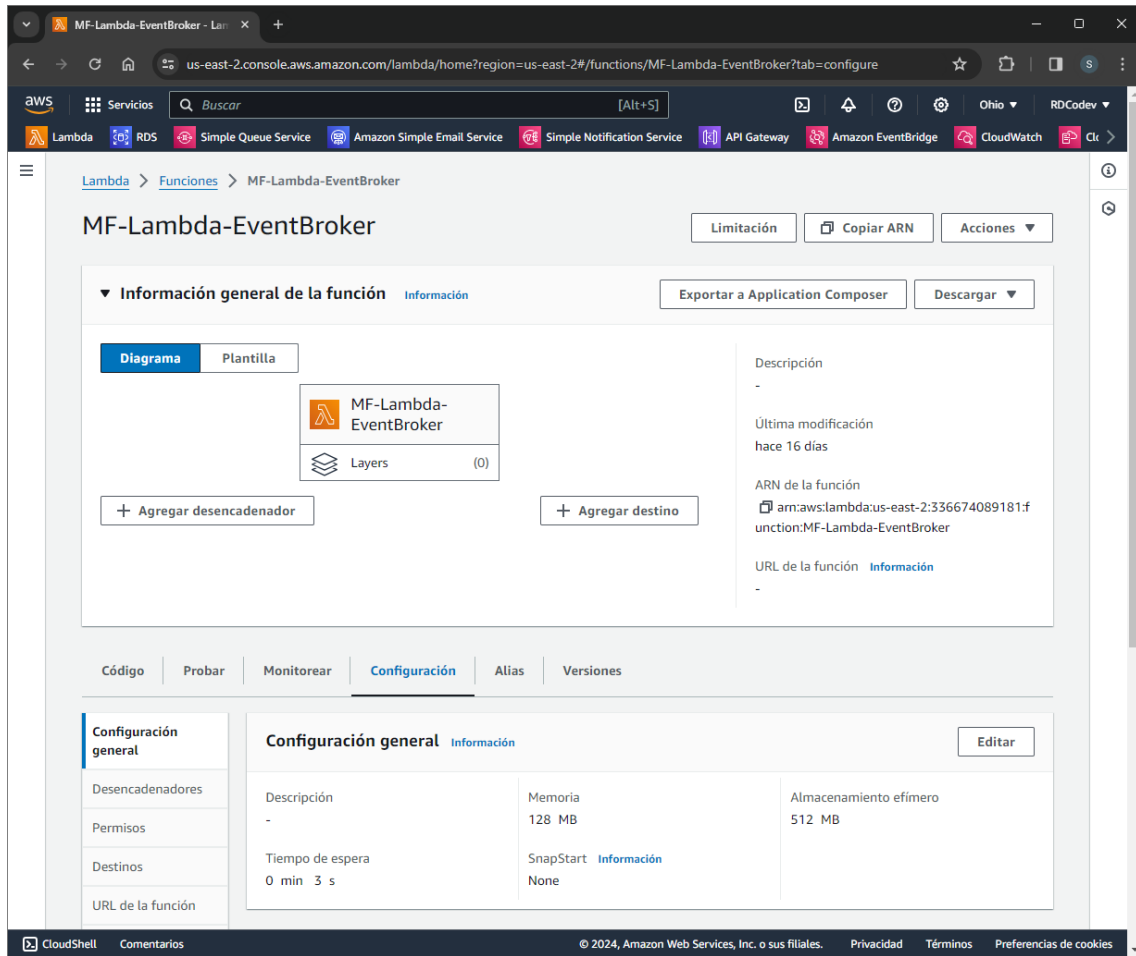 MF-Lambda-EventBroker - Lam
us-east-2.console.aws.amazon.com/lambda/home?region=us-east-2#/functions/MF-Lambda-EventBroker?tab=configure
aws Servicios Buscar [Alt+S] Ohio RDCodev
Lambda RDS Simple Queue Service Amazon Simple Email Service Simple Notification Service API Gateway Amazon EventBridge CloudWatch Clo
Lambda > Funciones > MF-Lambda-EventBroker
MF-Lambda-EventBroker
Limitación Copiar ARN Acciones
Información general de la función Información
Exportar a Application Composer Descargar
Diagrama Plantilla
MF-Lambda-
EventBroker
Layers (0)
+ Agregar desencadenador
+ Agregar destino
Descripción
-
Última modificación
hace 16 días
ARN de la función
arn:aws:lambda:us-east-2:336674089181:f
unction:MF-Lambda-EventBroker
URL de la función Información
-
Código Probar Monitorear Configuración Alias Versiones
Configuración
general
Desencadenadores
Permisos
Destinos
URL de la función
Configuración general Información
Editar
Descripción
-
Memoria
128 MB
Almacenamiento efímero
512 MB
Tiempo de espera
0 min 3 s
SnapStart Información
None
CloudShell Comentarios © 2024, Amazon Web Services, Inc. o sus filiales. Privacidad Términos Preferencias de cookies